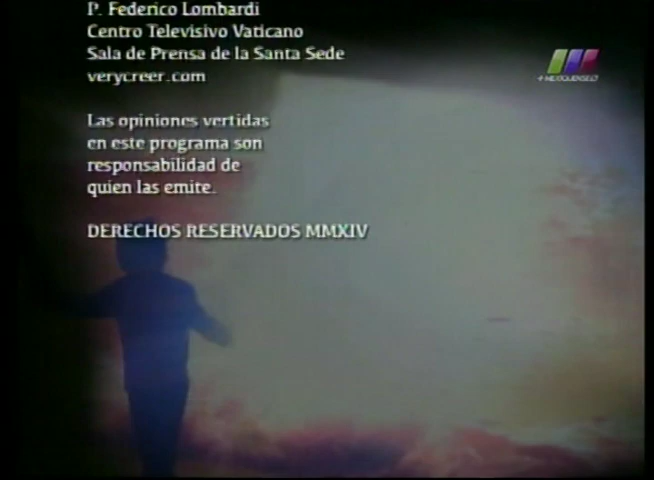 P. Federico Lombardi
Centro Televisivo Vaticano
Sala de Prensa de la Santa Sede
verycreer.com
Las opiniones vertidas
en este programa son
responsabilidad de
quien las emite.
DERECHOS RESERVADOS MMXIV